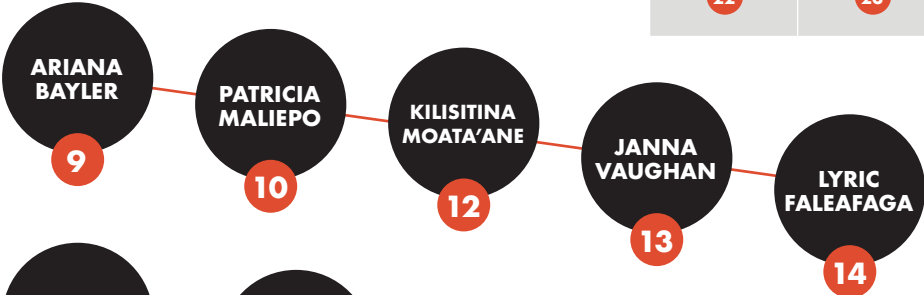 ARIANA
BAYLER
9
PATRICIA
MALIEPO
10
KILISITINA
MOATA'ANE
12
JANNA
VAUGHAN
13
LYRIC
FALEAFAGA
14